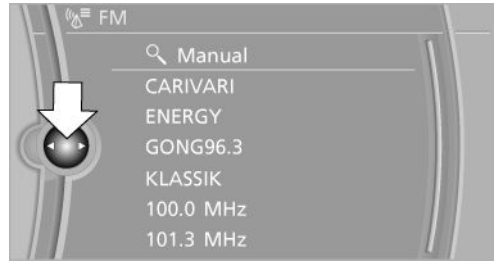 FM
Manual
CARIVARI
ENERGY
GONG96.3
KLASSIK
100.0 MHz
101.3 MHz